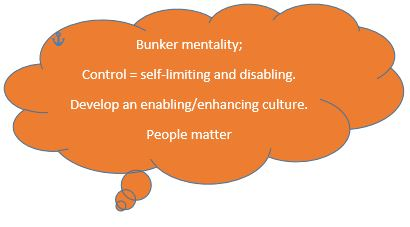 Bunker mentality;
Control = self-limiting and disabling.
Develop an enabling/enhancing culture.
People matter